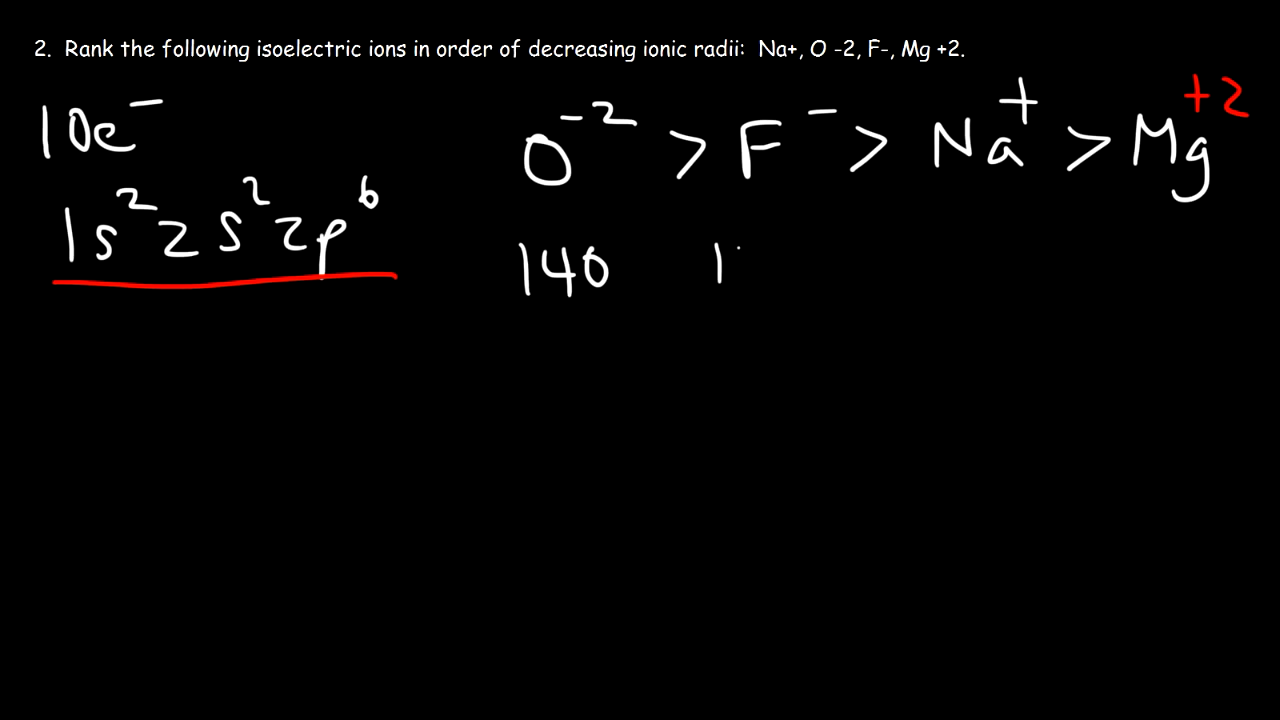 2. Rank the following isoelectric ions in order of decreasing ionic radii: Na+, O -2, F-, Mg +2.
10e⁻
O⁻² > F⁻ > Na⁺ > Mg⁺²
1s²2s²2p⁶
140 1